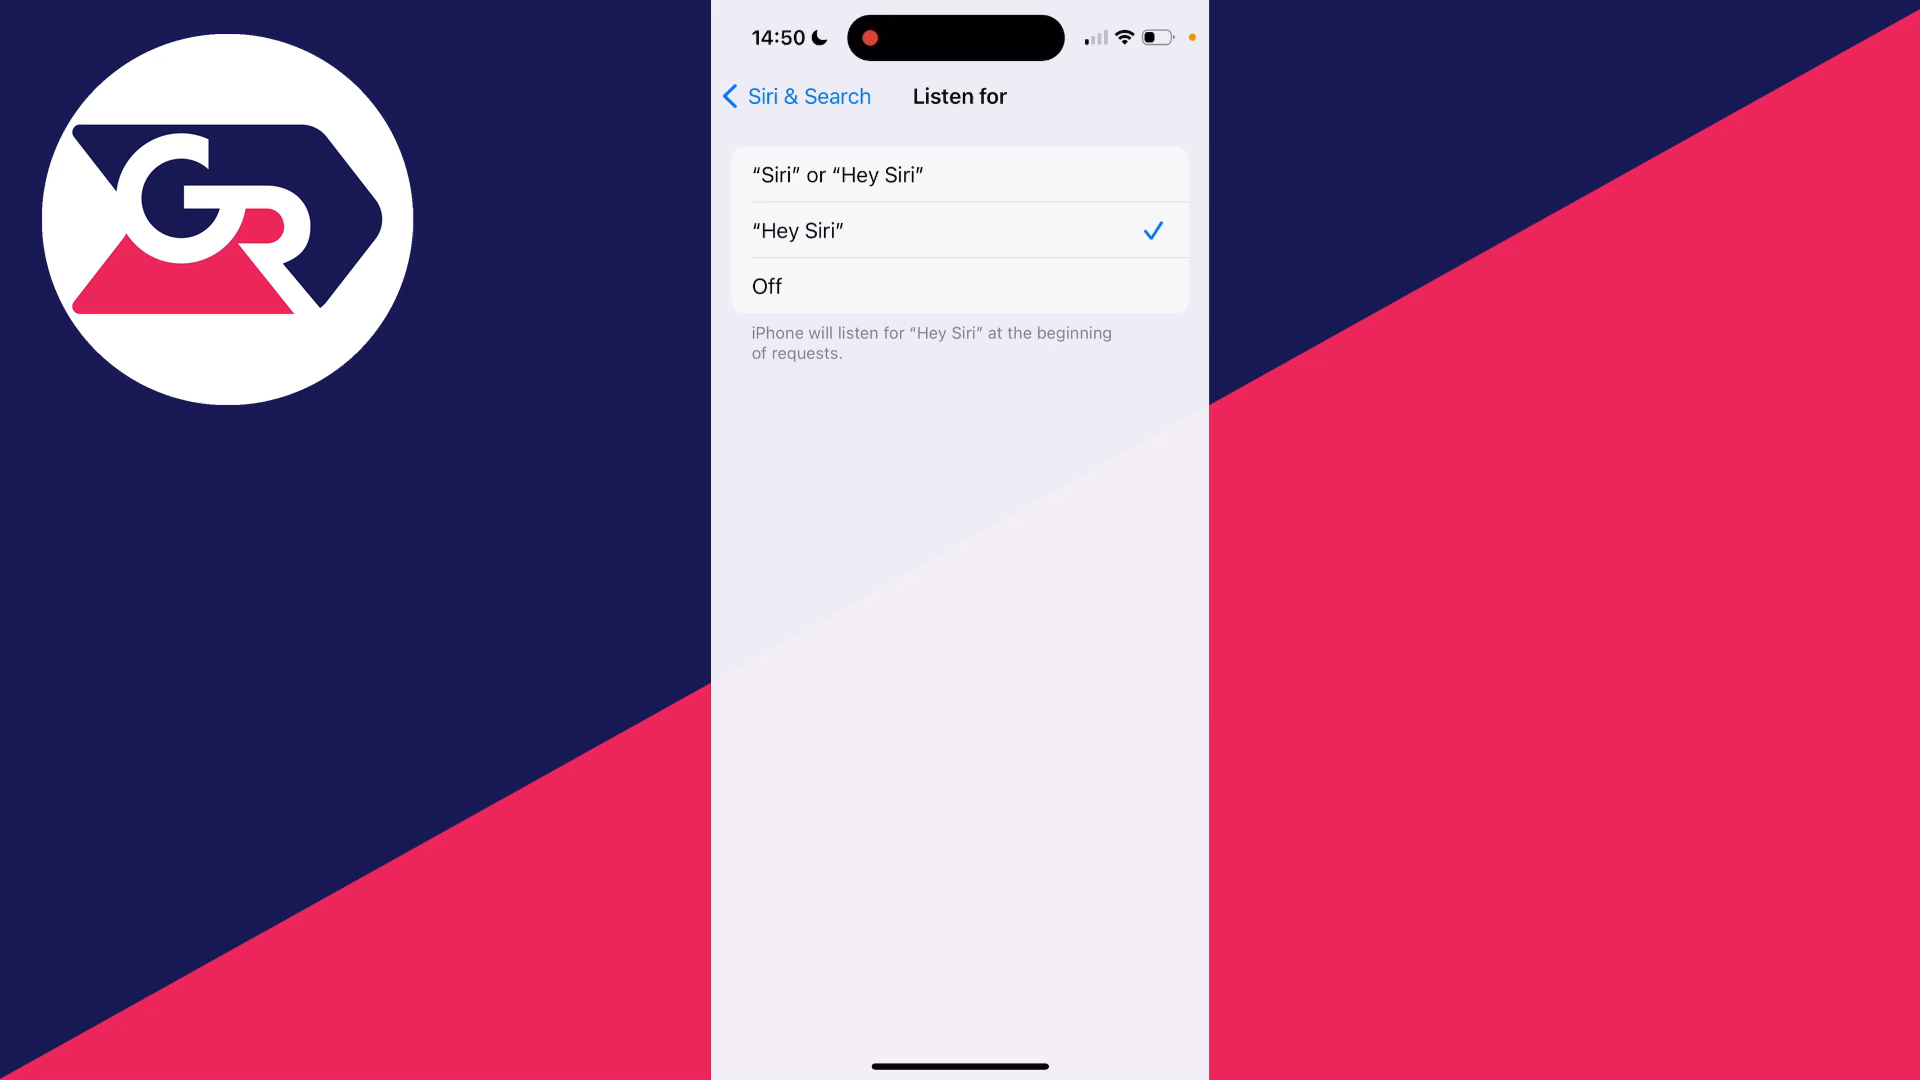 GR
14:50
Siri & Search
Listen for
“Siri” or “Hey Siri”
“Hey Siri”
Off
iPhone will listen for “Hey Siri” at the beginning
of requests.